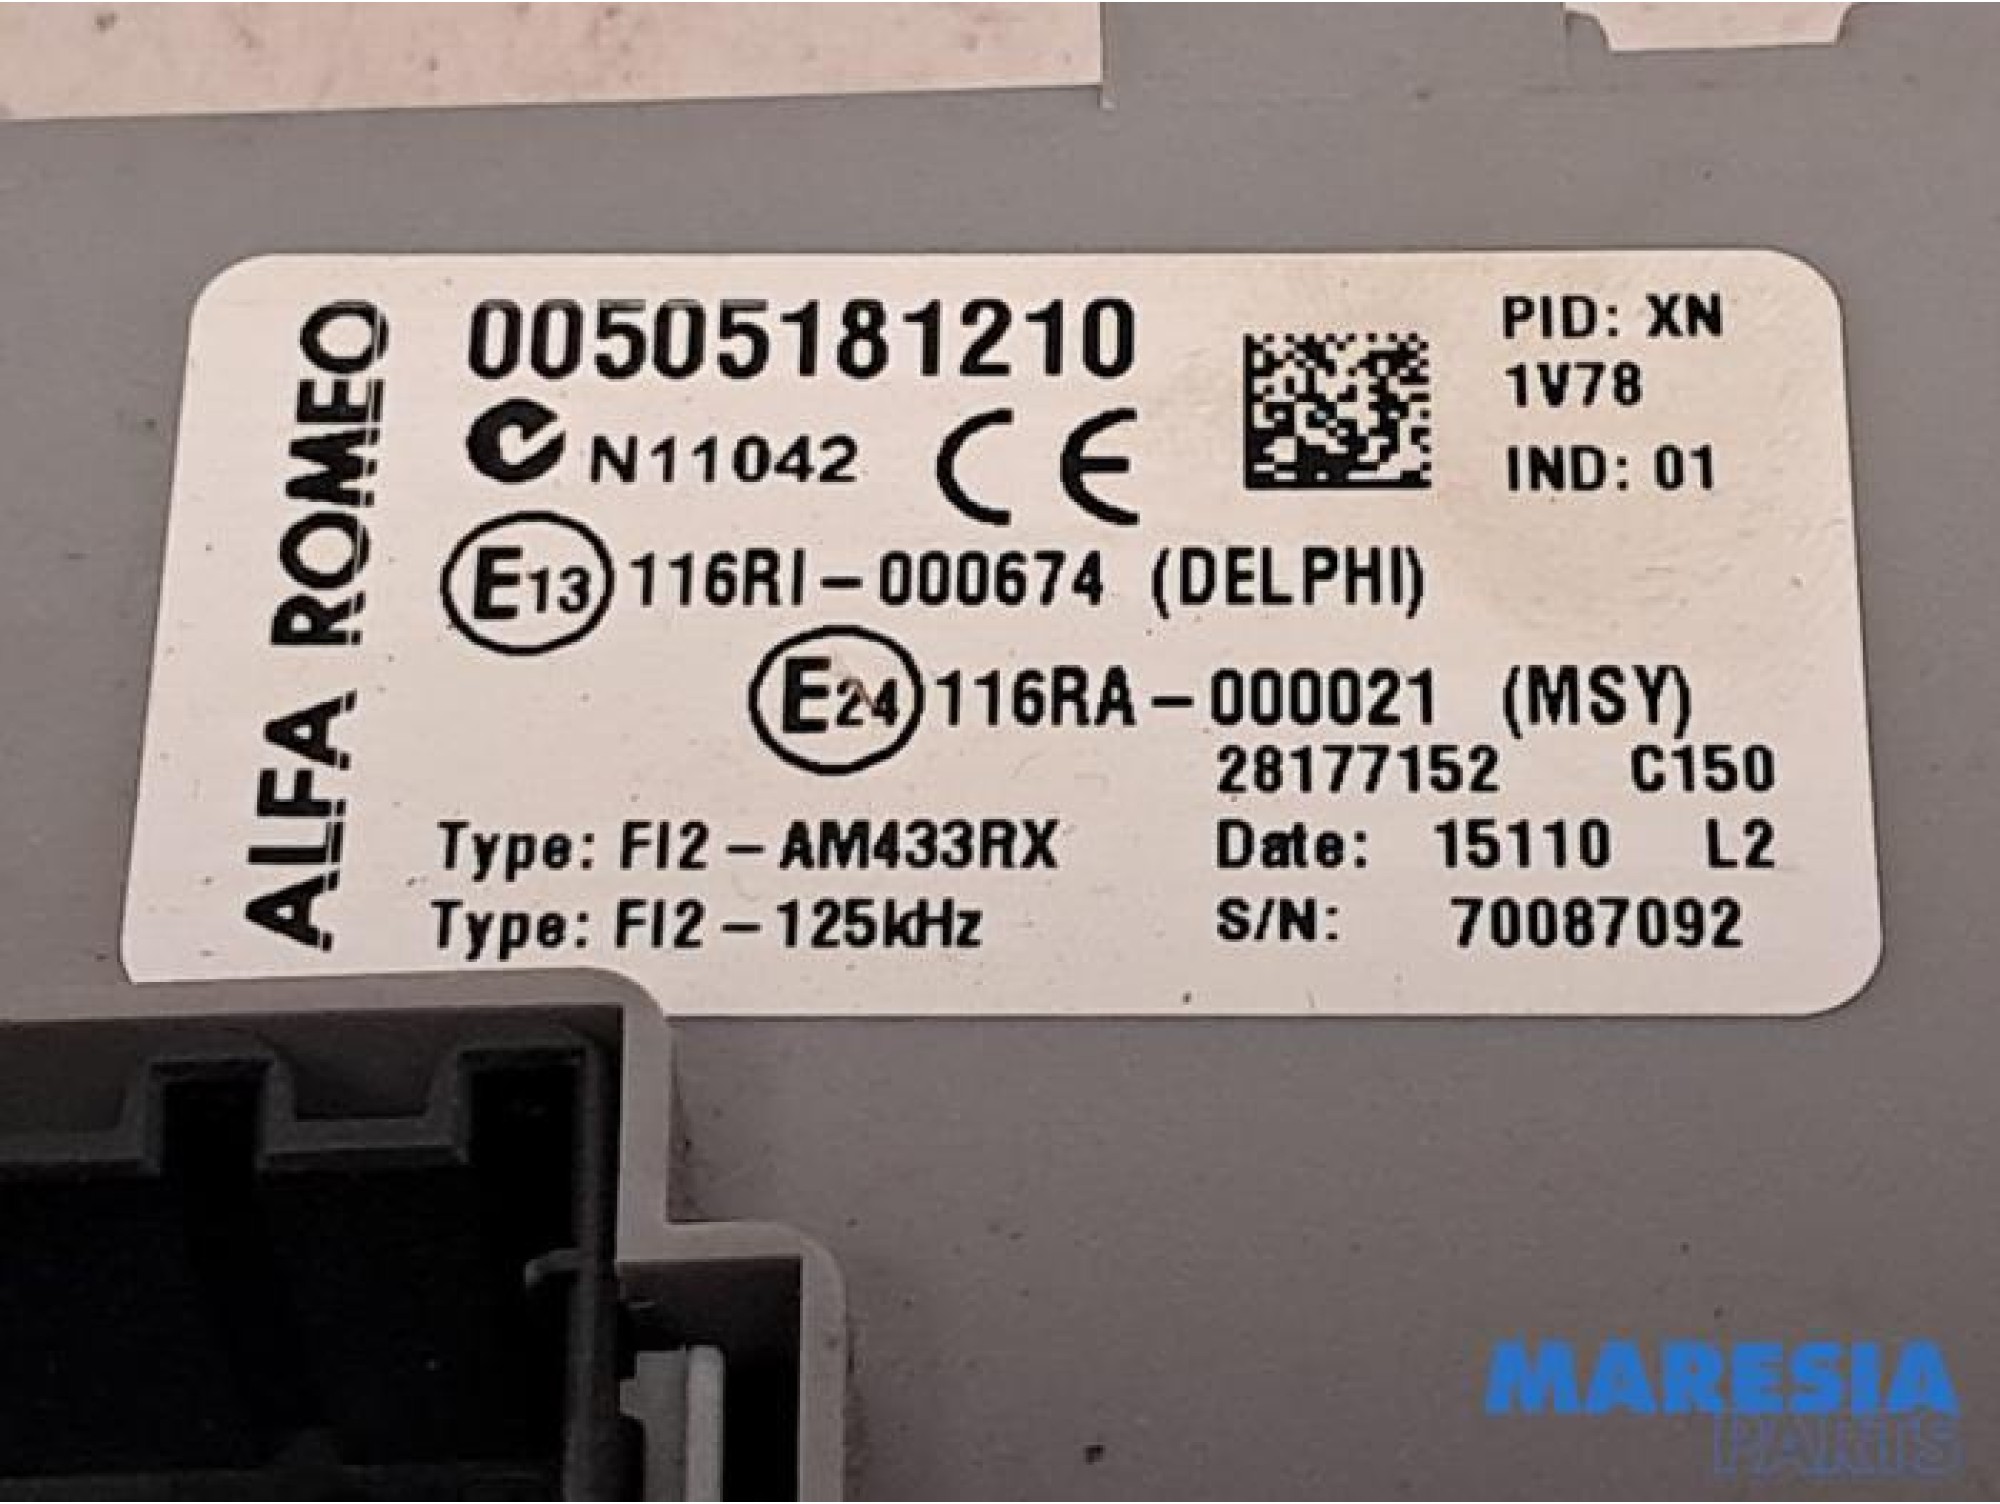 ALFA ROMEO
00505181210
N11042 CE
PID: XN
1V78
IND: 01
E13 116RI-000674 (DELPHI)
E24 116RA-000021 (MSY)
28177152 C150
Type: FI2-AM433RX
Date: 15110 L2
Type: FI2-125kHz
S/N: 70087092
MARESIA
PARTS